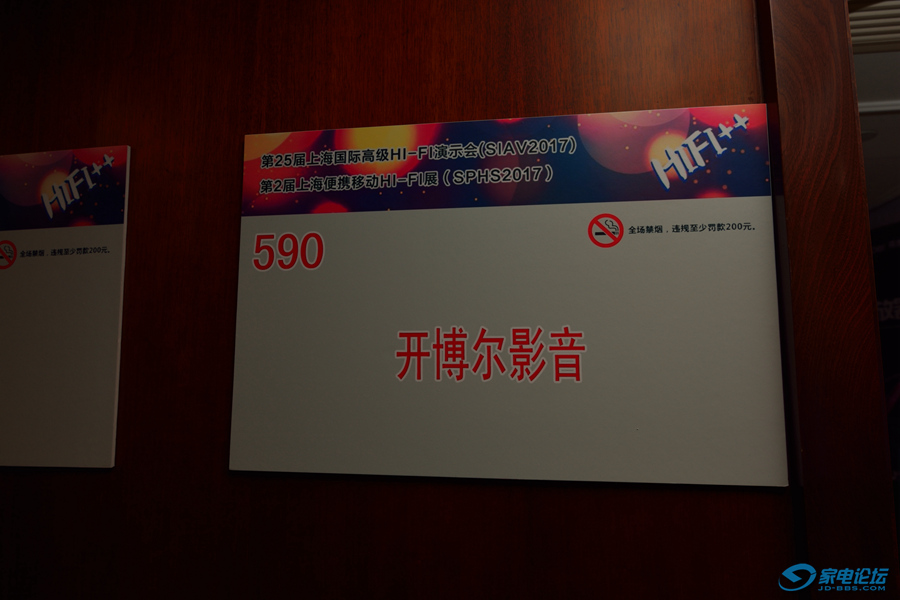 HIFI++
全场禁烟，违规至少罚款200元。
第25届上海国际高级HI-FI演示会(SIAV2017)
第2届上海便携移动HI-FI展（SPHS2017）
HIFI++
590
全场禁烟，违规至少罚款200元。
开博尔影音
家电论坛
JD-BBS.COM